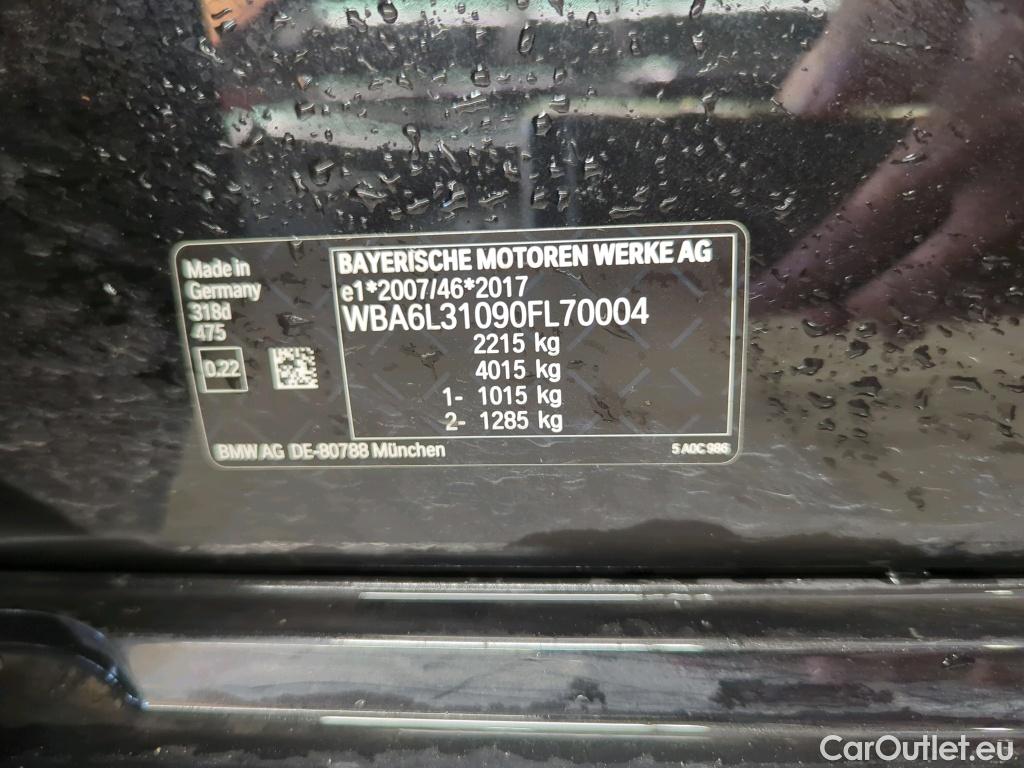 Made in
Germany
318d
475
0.22
BAYERISCHE MOTOREN WERKE AG
e1*2007/46*2017
WBA6L31090FL70004
2215 kg
4015 kg
1- 1015 kg
2- 1285 kg
BMW AG DE-80788 München
5 A0C 986
CarOutlet.eu